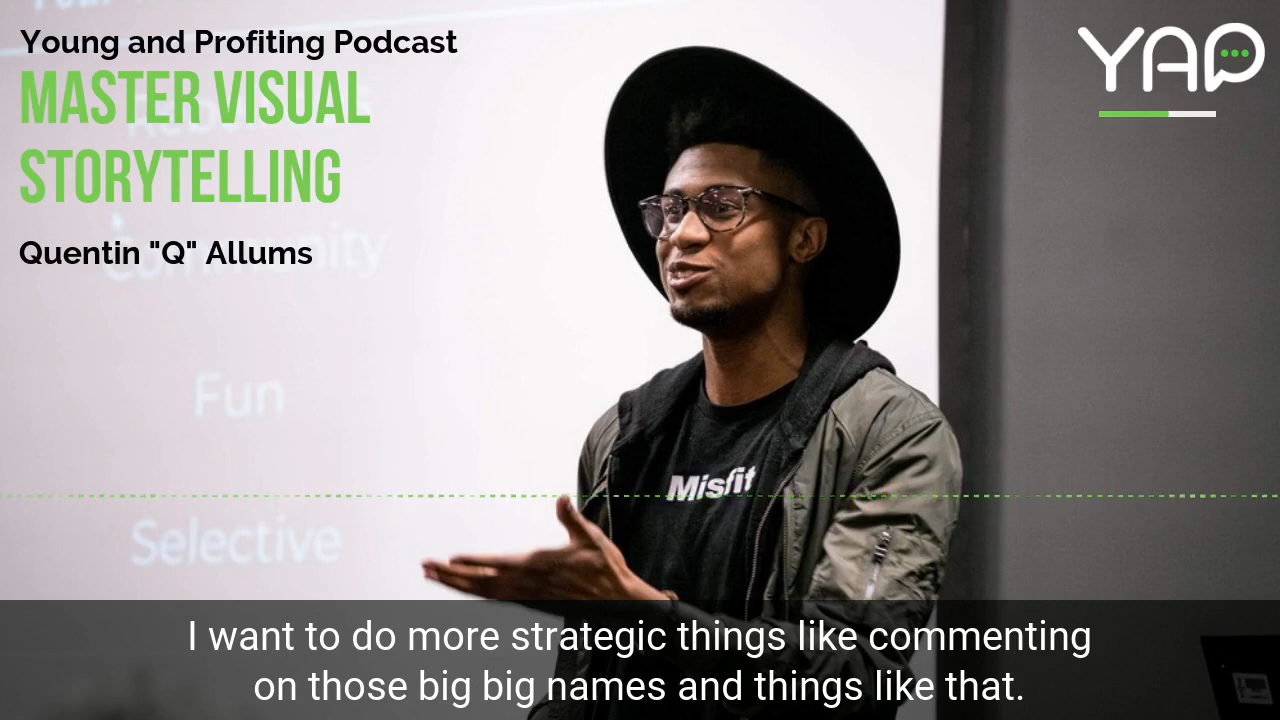 Young and Profiting Podcast
MASTER VISUAL
STORYTELLING
Quentin "Q" Allums
YAP
Community
Fun
Selective
Misfit
I want to do more strategic things like commenting
on those big big names and things like that.